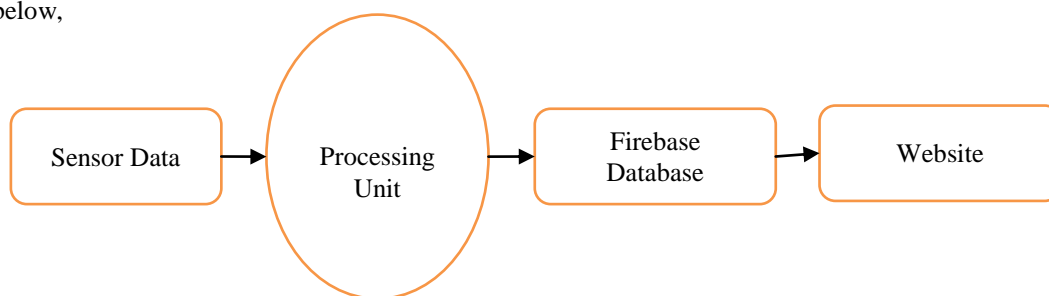 below,
Sensor Data
Processing
Unit
Firebase
Database
Website